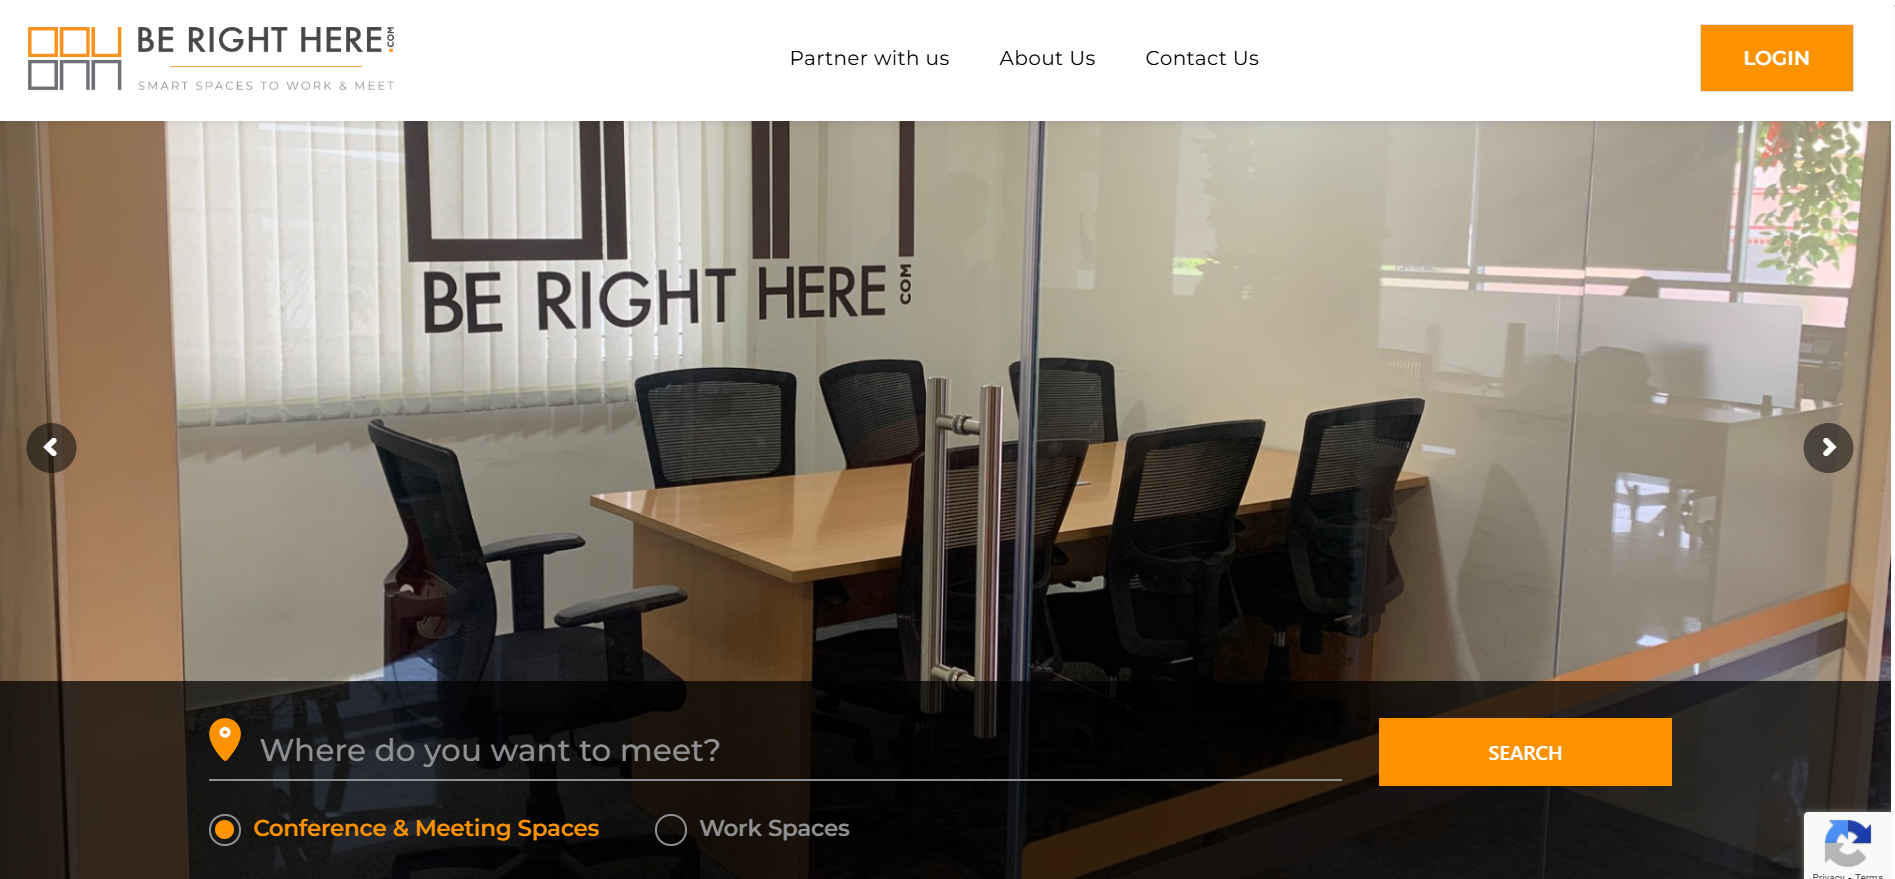 BE RIGHT HERE.COM
SMART SPACES TO WORK & MEET
Partner with us
About Us
Contact Us
LOGIN
BE RIGHT HERE.COM
Where do you want to meet?
SEARCH
Conference & Meeting Spaces
Work Spaces
Privacy - Terms